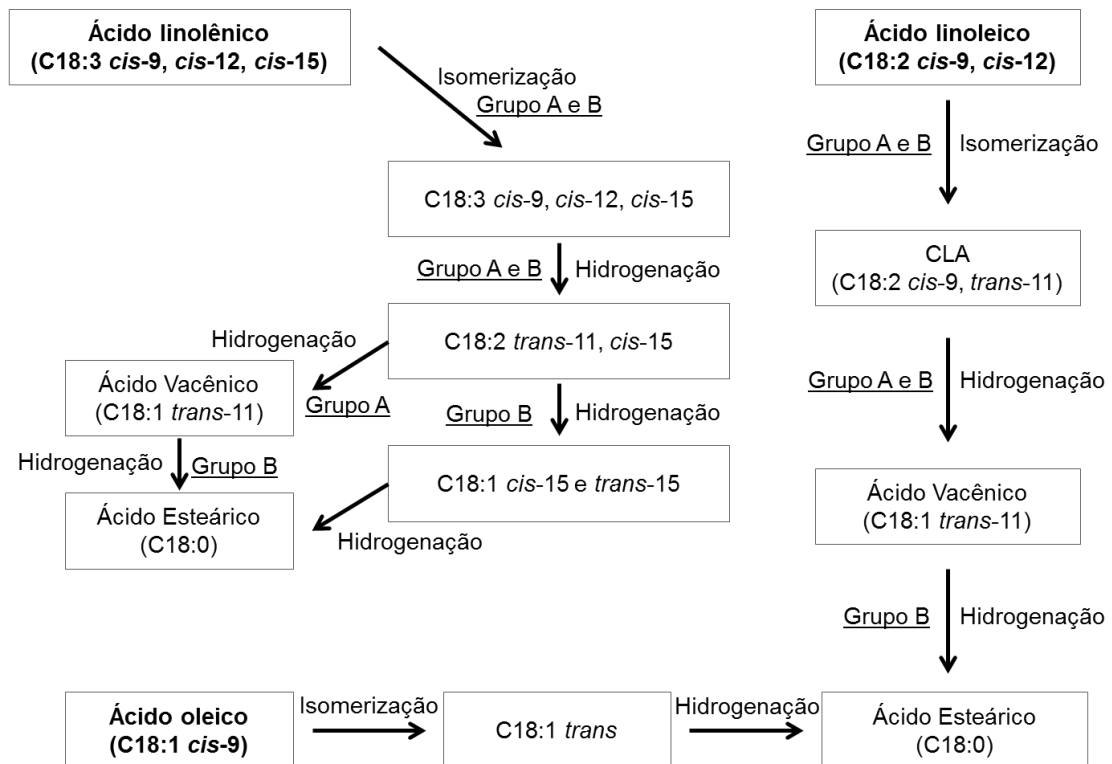 Ácido linolênico
(C18:3 cis-9, cis-12, cis-15)
Isomerização
Grupo A e B
C18:3 cis-9, cis-12, cis-15
Grupo A e B
Hidrogenação
C18:2 trans-11, cis-15
Hidrogenação
Grupo A
Ácido Vacênico
(C18:1 trans-11)
Grupo B
Hidrogenação
Hidrogenação
Grupo B
C18:1 cis-15 e trans-15
Hidrogenação
Ácido Esteárico
(C18:0)
Ácido linoleico
(C18:2 cis-9, cis-12)
Grupo A e B
Isomerização
CLA
(C18:2 cis-9, trans-11)
Grupo A e B
Hidrogenação
Ácido Vacênico
(C18:1 trans-11)
Grupo B
Hidrogenação
Ácido oleico
(C18:1 cis-9)
Isomerização
C18:1 trans
Hidrogenação
Ácido Esteárico
(C18:0)